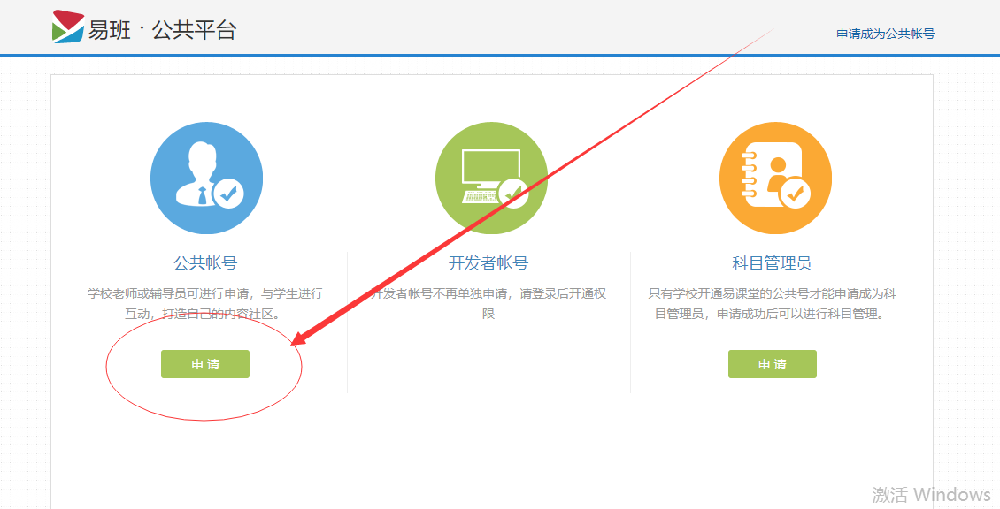 易班 · 公共平台
申请成为公共帐号
公共帐号
学校老师或辅导员可进行申请，与学生进行
互动，打造自己的内容社区。
申 请
开发者帐号
开发者帐号不再单独申请，请登录后开通权
限
科目管理员
只有学校开通易课堂的公共号才能申请成为科
目管理员，申请成功后可以进行科目管理。
申 请
激活 Windows